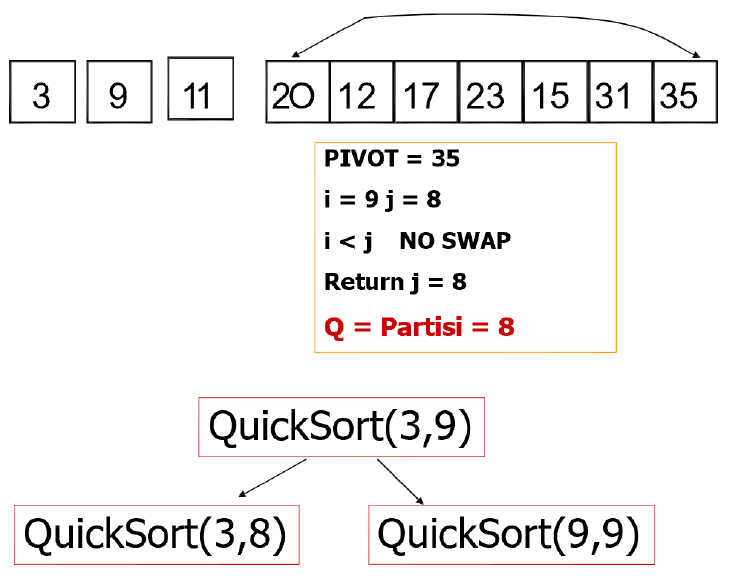 3 9 11 20 12 17 23 15 31 35
PIVOT = 35
i = 9 j = 8
i < j NO SWAP
Return j = 8
Q = Partisi = 8
QuickSort(3,9)
QuickSort(3,8) QuickSort(9,9)